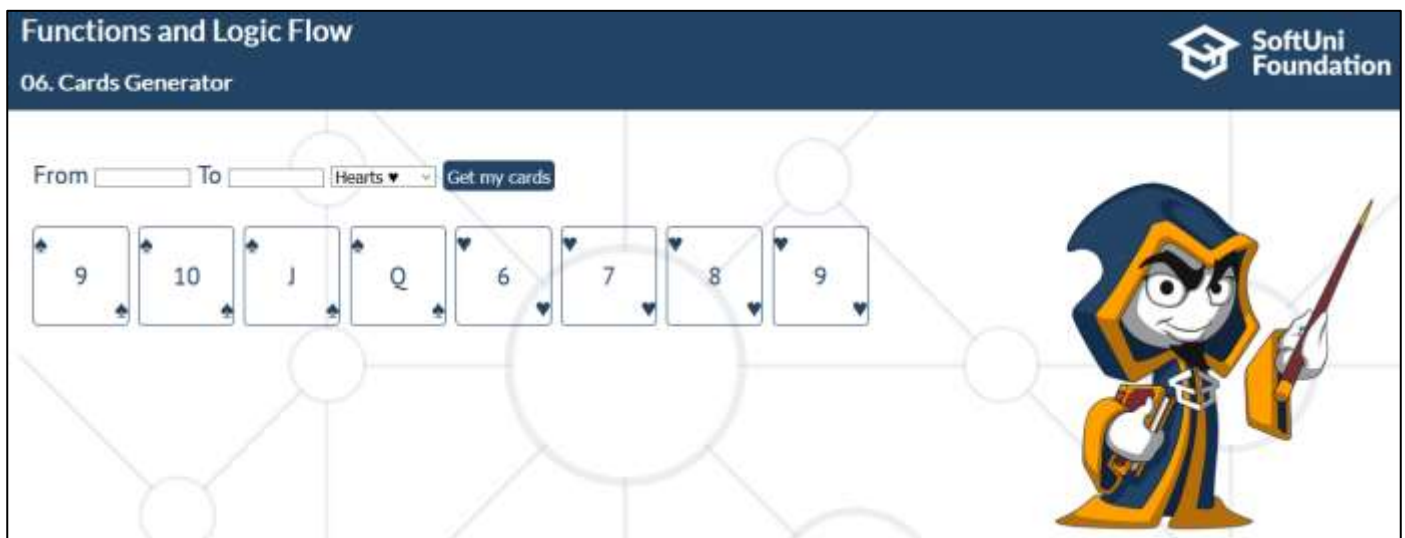 Functions and Logic Flow
SoftUni
Foundation
06. Cards Generator
From To Hearts ♥ Get my cards
♠ ♠ ♠ ♠ ♥ ♥ ♥ ♥
9 10 J Q 6 7 8 9
♠ ♠ ♠ ♠ ♥ ♥ ♥ ♥